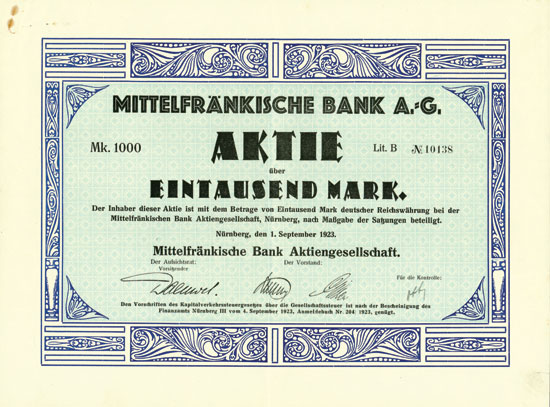 MITTELFRÄNKISCHE BANK A.-G.
Mk. 1000 AKTIE Lit. B № 10138
über
EINTAUSEND MARK.
Der Inhaber dieser Aktie ist mit dem Betrage von Eintausend Mark deutscher Reichswährung bei der
Mittelfränkischen Bank Aktiengesellschaft, Nürnberg, nach Maßgabe der Satzungen beteiligt.
Nürnberg, den 1. September 1923.
Mittelfränkische Bank Aktiengesellschaft.
Der Aufsichtsrat: Der Vorstand:
Vorsitzender Für die Kontrolle:
Den Vorschriften des Kapitalverkehrssteuergesetzes über die Gesellschaftssteuer ist nach der Bescheinigung des
Finanzamts Nürnberg III vom 4. September 1923, Anmeldebuch Nr. 204/1923, genügt.